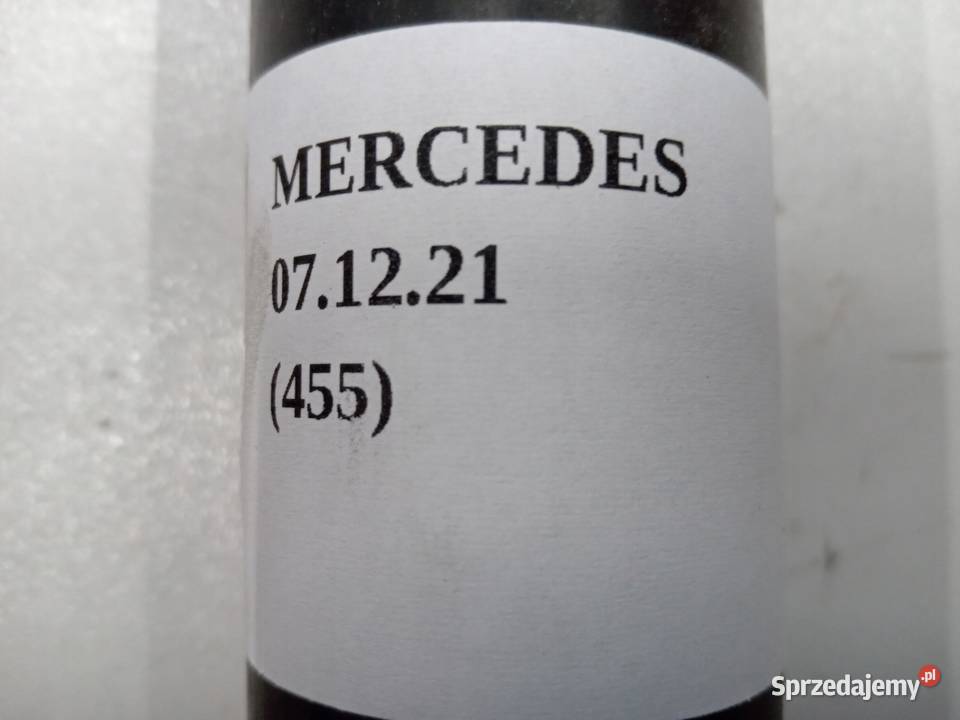 MERCEDES
07.12.21
(455)
Sprzedajemy.pl